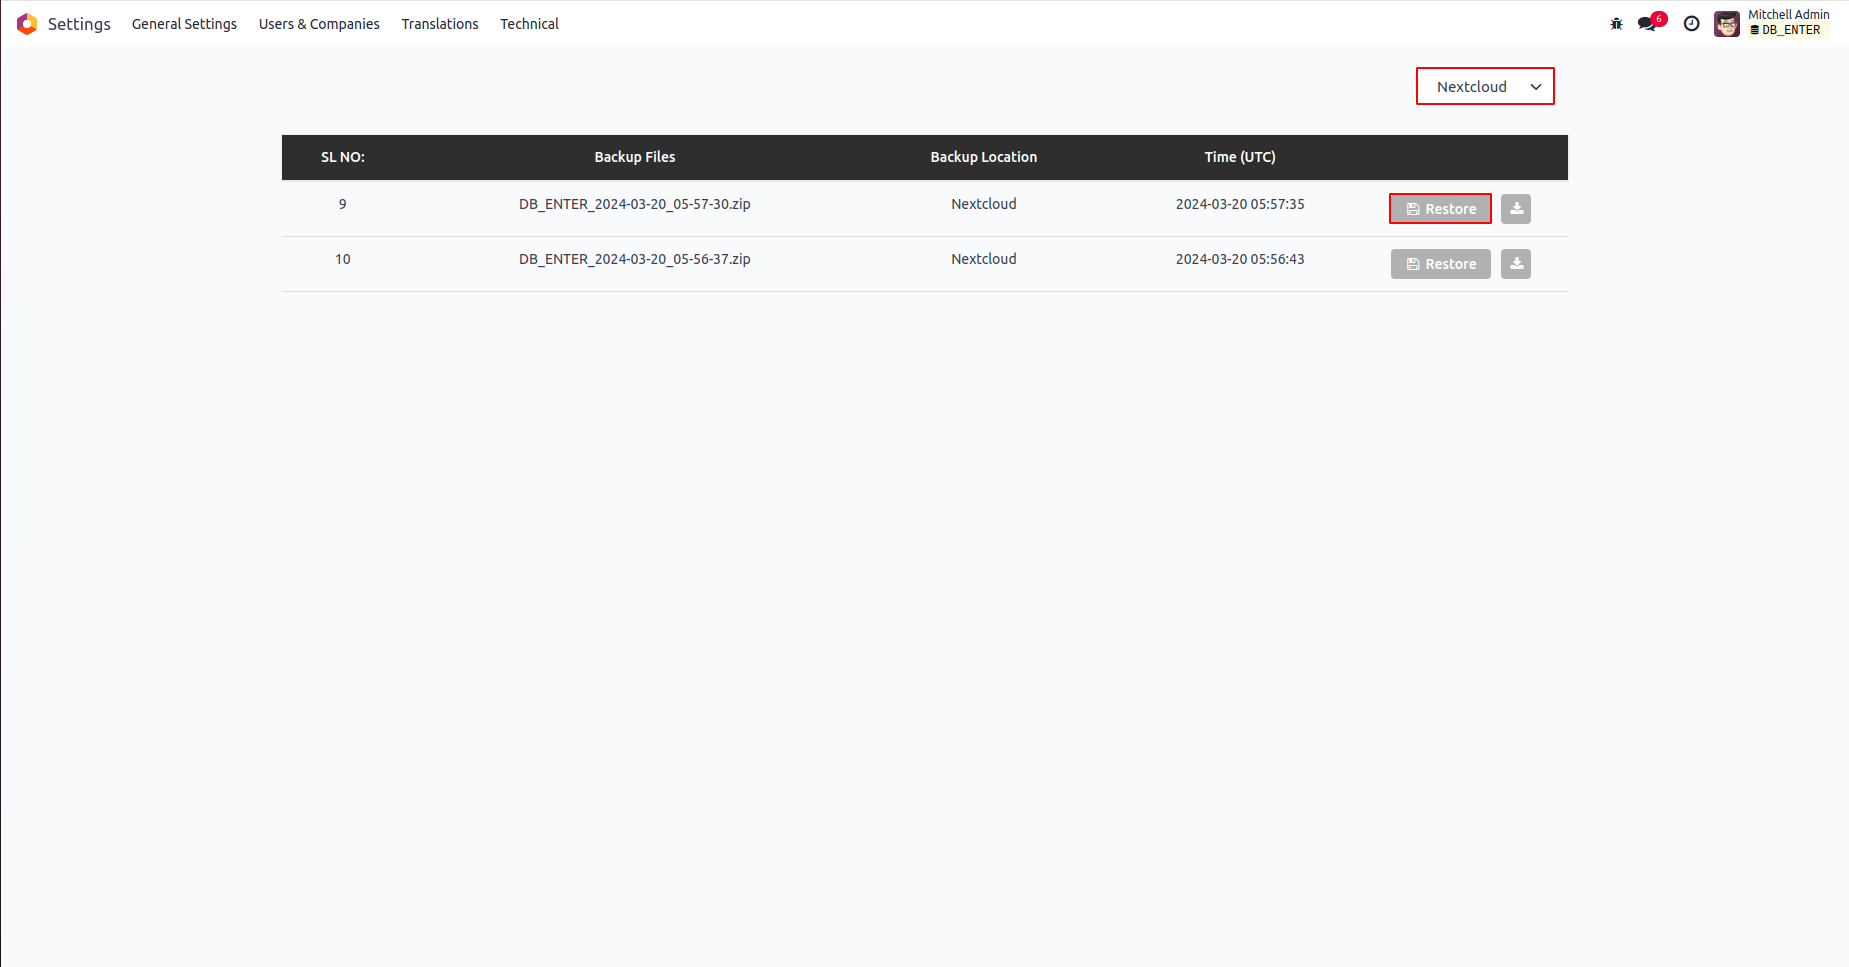 Settings General Settings Users & Companies Translations Technical 6 Mitchell Admin
DB_ENTER
Nextcloud
SL NO: Backup Files Backup Location Time (UTC)
9 DB_ENTER_2024-03-20_05-57-30.zip Nextcloud 2024-03-20 05:57:35 Restore
10 DB_ENTER_2024-03-20_05-56-37.zip Nextcloud 2024-03-20 05:56:43 Restore